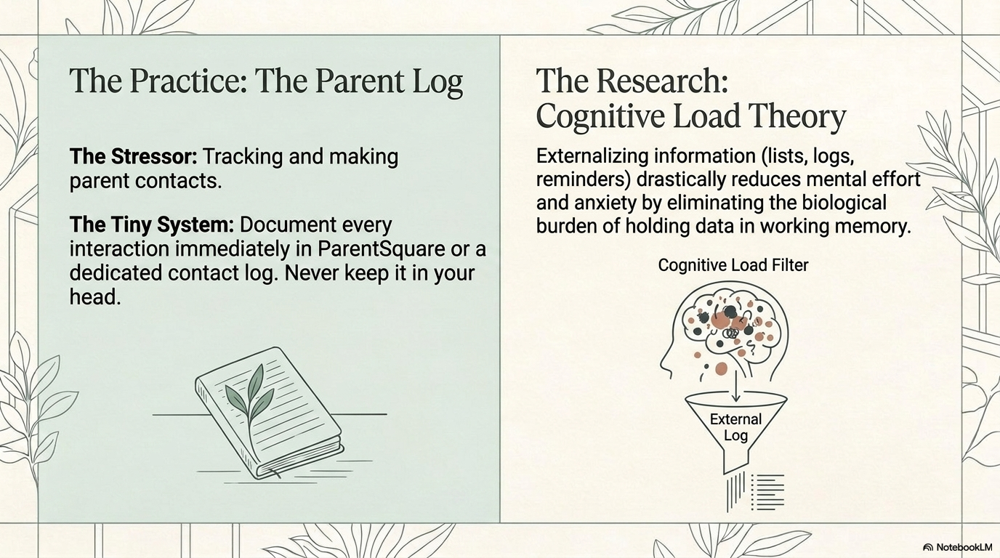 The Practice: The Parent Log
The Stressor: Tracking and making
parent contacts.
The Tiny System: Document every
interaction immediately in ParentSquare or a
dedicated contact log. Never keep it in your
head.
The Research:
Cognitive Load Theory
Externalizing information (lists, logs,
reminders) drastically reduces mental effort
and anxiety by eliminating the biological
burden of holding data in working memory.
Cognitive Load Filter
External
Log
NotebookLM